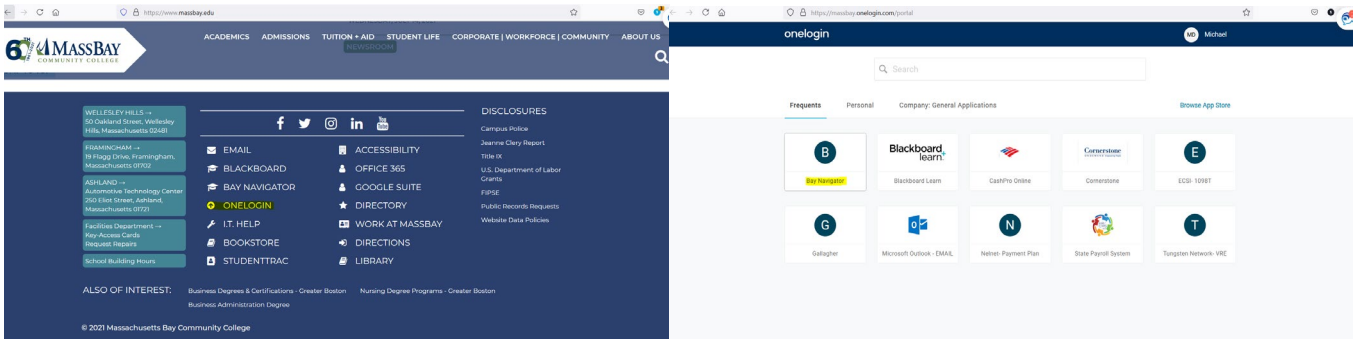 https://www.massbay.edu
60TH MASSBAY
COMMUNITY COLLEGE
ACADEMICS ADMISSIONS TUITION + AID STUDENT LIFE CORPORATE | WORKFORCE | COMMUNITY ABOUT US
NEWSROOM
WELLESLEY HILLS →
50 Oakland Street, Wellesley
Hills, Massachusetts 02481
FRAMINGHAM →
19 Flagg Drive, Framingham,
Massachusetts 01702
ASHLAND →
Automotive Technology Center
250 Eliot Street, Ashland,
Massachusetts 01721
Facilities Department →
Key-Access Cards
Request Repairs
School Building Hours
EMAIL
BLACKBOARD
BAY NAVIGATOR
ONELOGIN
I.T. HELP
BOOKSTORE
STUDENTTRAC
ACCESSIBILITY
OFFICE 365
GOOGLE SUITE
DIRECTORY
WORK AT MASSBAY
DIRECTIONS
LIBRARY
DISCLOSURES
Campus Police
Jeanne Clery Report
Title IX
U.S. Department of Labor
Grants
FIPSE
Public Records Requests
Website Data Policies
ALSO OF INTEREST:
Business Degrees & Certifications - Greater Boston Nursing Degree Programs - Greater Boston
Business Administration Degree
© 2021 Massachusetts Bay Community College
https://massbay.onelogin.com/portal
onelogin
MD Michael
Search
Frequents Personal Company: General Applications Browse App Store
B
Bay Navigator
Blackboard
learn
Blackboard Learn
CashPro Online
Cornerstone
Cornerstone
E
ECSI- 1098T
G
Gallagher
Microsoft Outlook - EMAIL
N
Nelnet- Payment Plan
State Payroll System
T
Tungsten Network- VRE